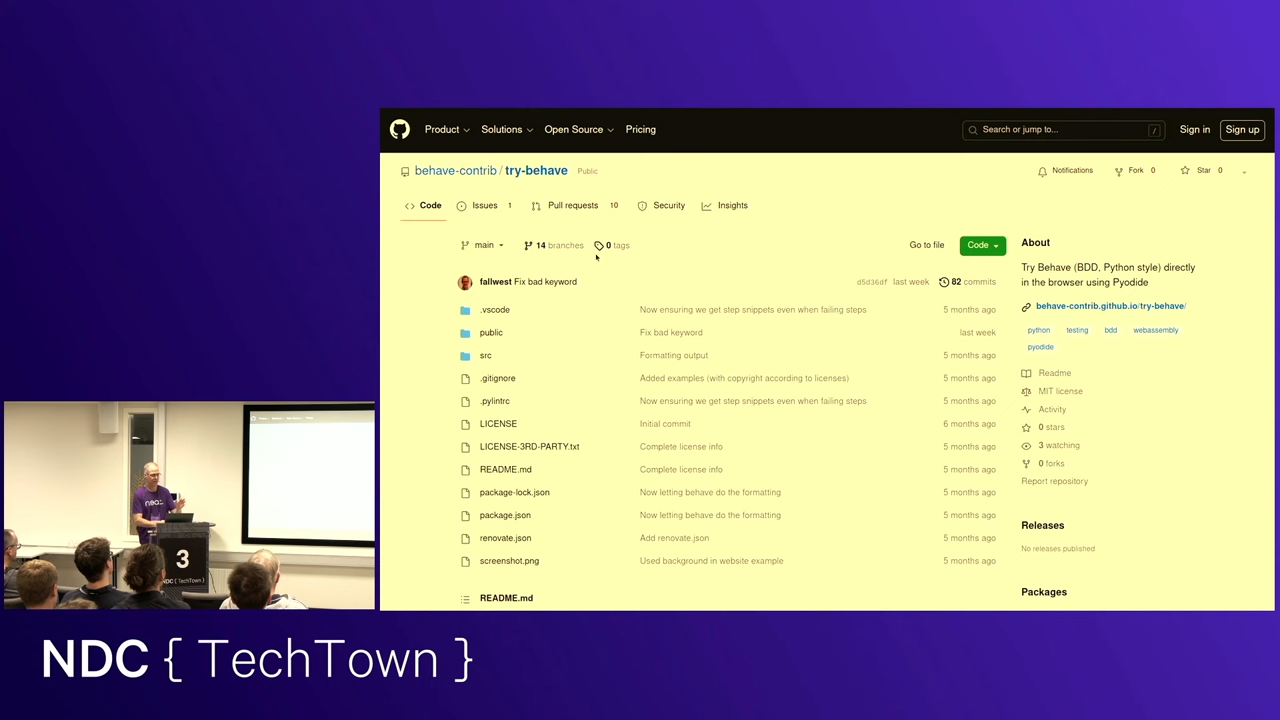 Product Solutions Open Source Pricing Search or jump to... / Sign in Sign up
behave-contrib / try-behave Public Notifications Fork 0 Star 0
Code Issues 1 Pull requests 10 Security Insights
main 14 branches 0 tags Go to file Code
fallwest Fix bad keyword d5d36df last week 82 commits
.vscode Now ensuring we get step snippets even when failing steps 5 months ago
public Fix bad keyword last week
src Formatting output 5 months ago
.gitignore Added examples (with copyright according to licenses) 5 months ago
.pylintrc Now ensuring we get step snippets even when failing steps 5 months ago
LICENSE Initial commit 6 months ago
LICENSE-3RD-PARTY.txt Complete license info 5 months ago
README.md Complete license info 5 months ago
package-lock.json Now letting behave do the formatting 5 months ago
package.json Now letting behave do the formatting 5 months ago
renovate.json Add renovate.json 5 months ago
screenshot.png Used background in website example 5 months ago
README.md
About
Try Behave (BDD, Python style) directly
in the browser using Pyodide
behave-contrib.github.io/try-behave/
python testing bdd webassembly
pyodide
Readme
MIT license
Activity
0 stars
3 watching
0 forks
Report repository
Releases
No releases published
Packages
3
NDC { TechTown }
NDC { TechTown }